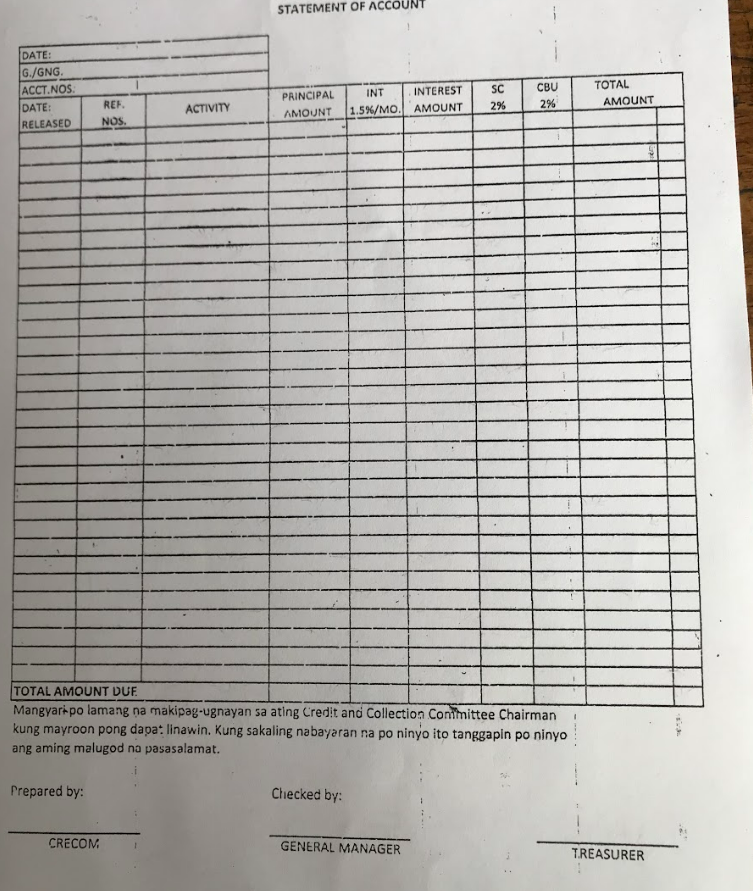 STATEMENT OF ACCOUNT
DATE:
G./GNG.
ACCT.NOS:
DATE: RELEASED
REF. NOS.
ACTIVITY
PRINCIPAL AMOUNT
INT 1.5%/MO.
INTEREST AMOUNT
SC 2%
CBU 2%
TOTAL AMOUNT
TOTAL AMOUNT DUE
Mangyari po lamang na makipag-ugnayan sa ating Credit and Collection Committee Chairman
kung mayroon pong dapat linawin. Kung sakaling nabayaran na po ninyo ito tanggapin po ninyo
ang aming malugod na pasasalamat.
Prepared by:
Checked by:
CRECOM
GENERAL MANAGER
TREASURER